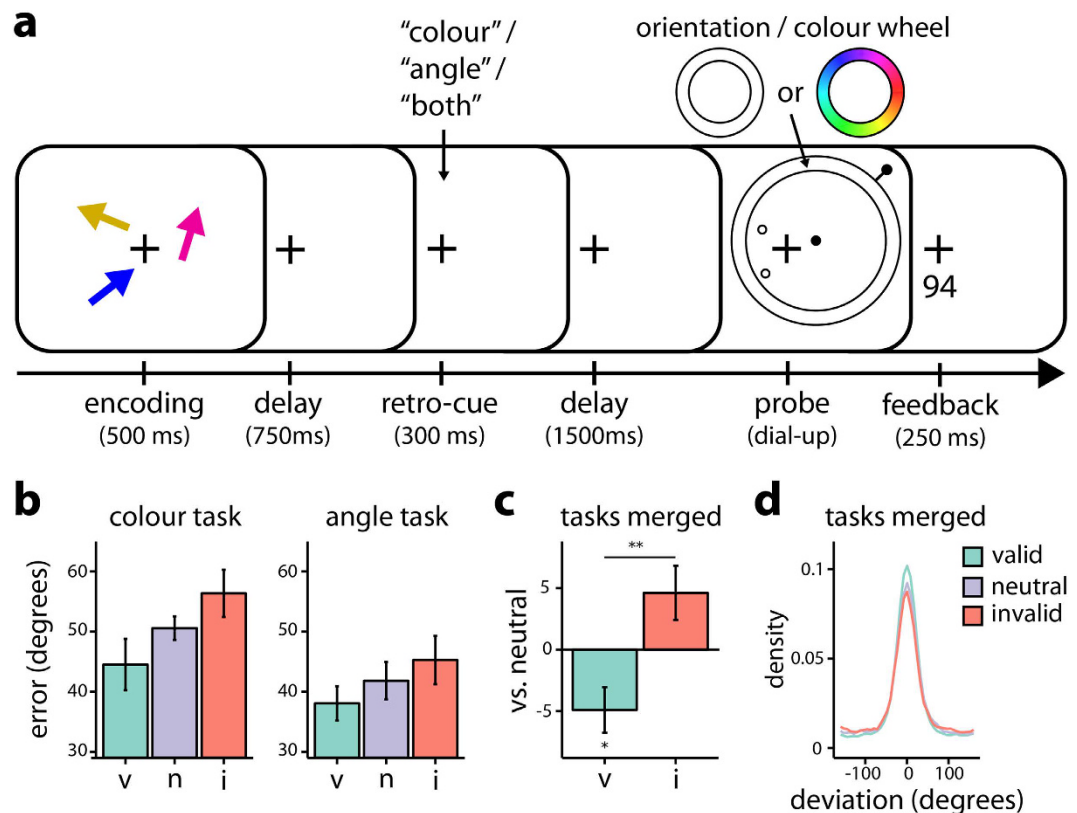 a
“colour” /
“angle” /
“both”
orientation / colour wheel
or
94
encoding
(500 ms)
delay
(750ms)
retro-cue
(300 ms)
delay
(1500ms)
probe
(dial-up)
feedback
(250 ms)
b
colour task
angle task
error (degrees)
60
50
40
30
v n i
60
50
40
30
v n i
c
tasks merged
vs. neutral
5
0
-5
**
*
v i
d
tasks merged
valid
neutral
invalid
density
0.1
0.05
0
-100 0 100
deviation (degrees)